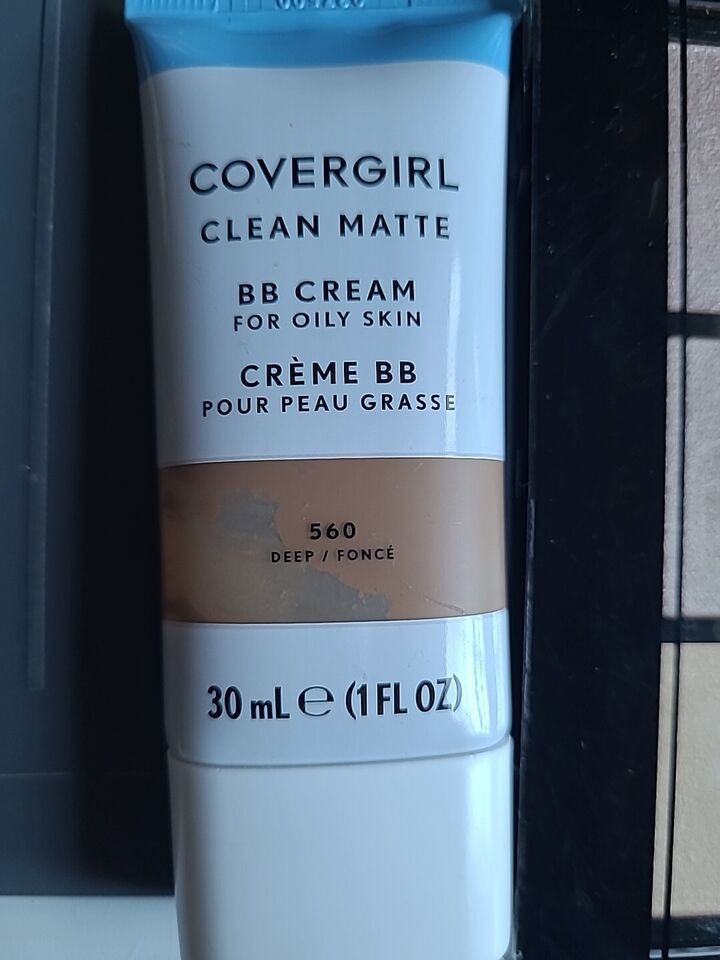 COVERGIRL
CLEAN MATTE
BB CREAM
FOR OILY SKIN
CRÈME BB
POUR PEAU GRASSE
560
DEEP / FONCÉ
30 mL ℮ (1 FL OZ)